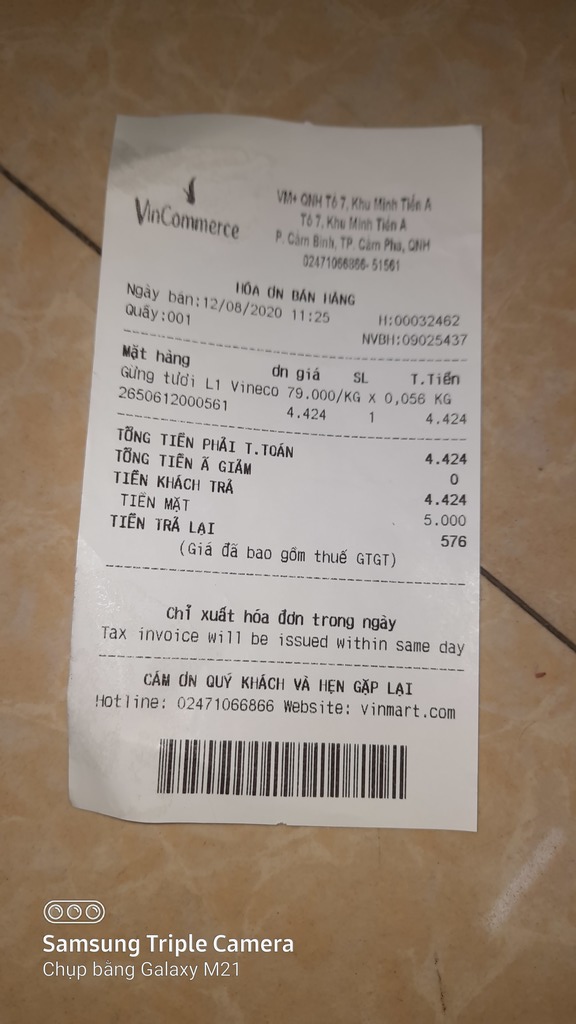 VinCommerce
VM+ QNH Tổ 7, Khu Minh Tiến A
Tổ 7, Khu Minh Tiến A
P. Cẩm Bình, TP. Cẩm Phả, QNH
02471066866- 51561
HÓA ƠN BÁN HÀNG
Ngày bán:12/08/2020 11:25 H:00032462
Quầy:001 NVBH:09025437
Mặt hàng ơn giá SL T.Tiền
Gừng tươi L1 Vineco 79.000/KG x 0,056 KG
2650612000561 4.424 1 4.424
TỔNG TIỀN PHẢI T.TOÁN 4.424
TỔNG TIỀN Ã GIẢM 0
TIỀN KHÁCH TRẢ 4.424
TIỀN MẶT 5.000
TIỀN TRẢ LẠI 576
(Giá đã bao gồm thuế GTGT)
Chỉ xuất hóa đơn trong ngày
Tax invoice will be issued within same day
CẢM ƠN QUÝ KHÁCH VÀ HẸN GẶP LẠI
Hotline: 02471066866 Website: vinmart.com
Samsung Triple Camera
Chụp bằng Galaxy M21